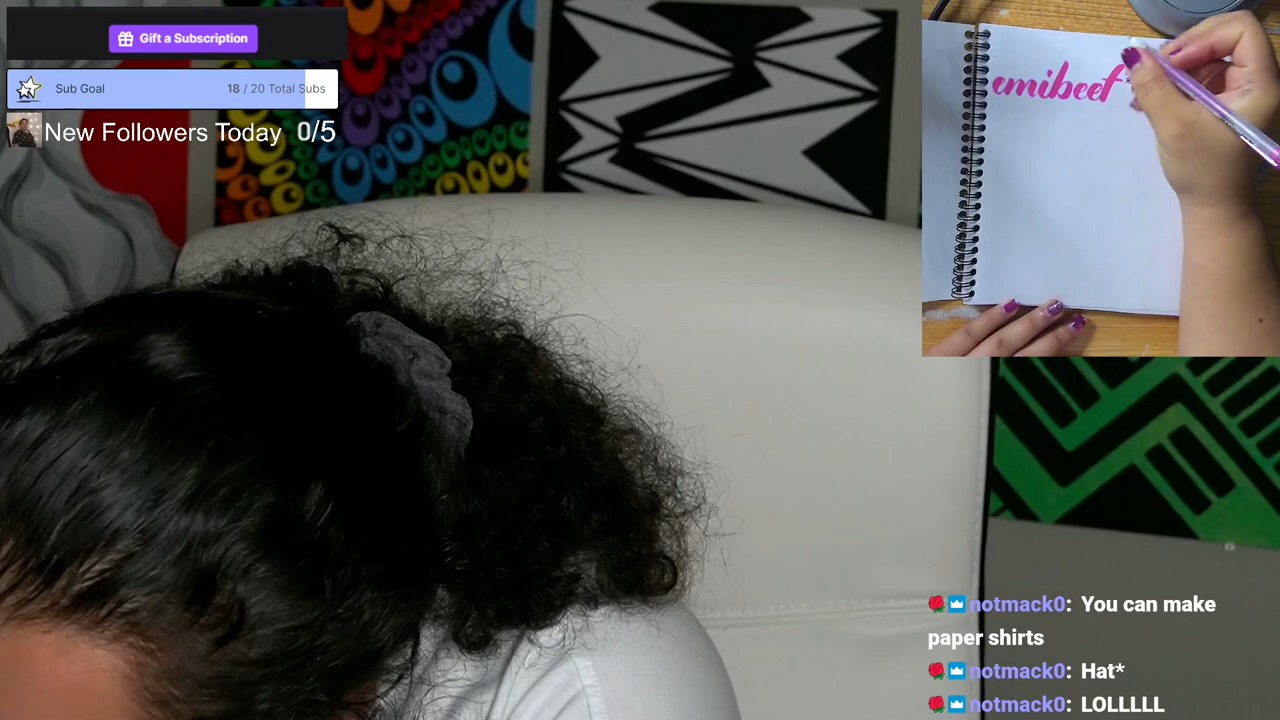 Gift a Subscription
Sub Goal
18 / 20 Total Subs
New Followers Today 0/5
emibeef
notmack0: You can make
paper shirts
notmack0: Hat*
notmack0: LOLLLLL